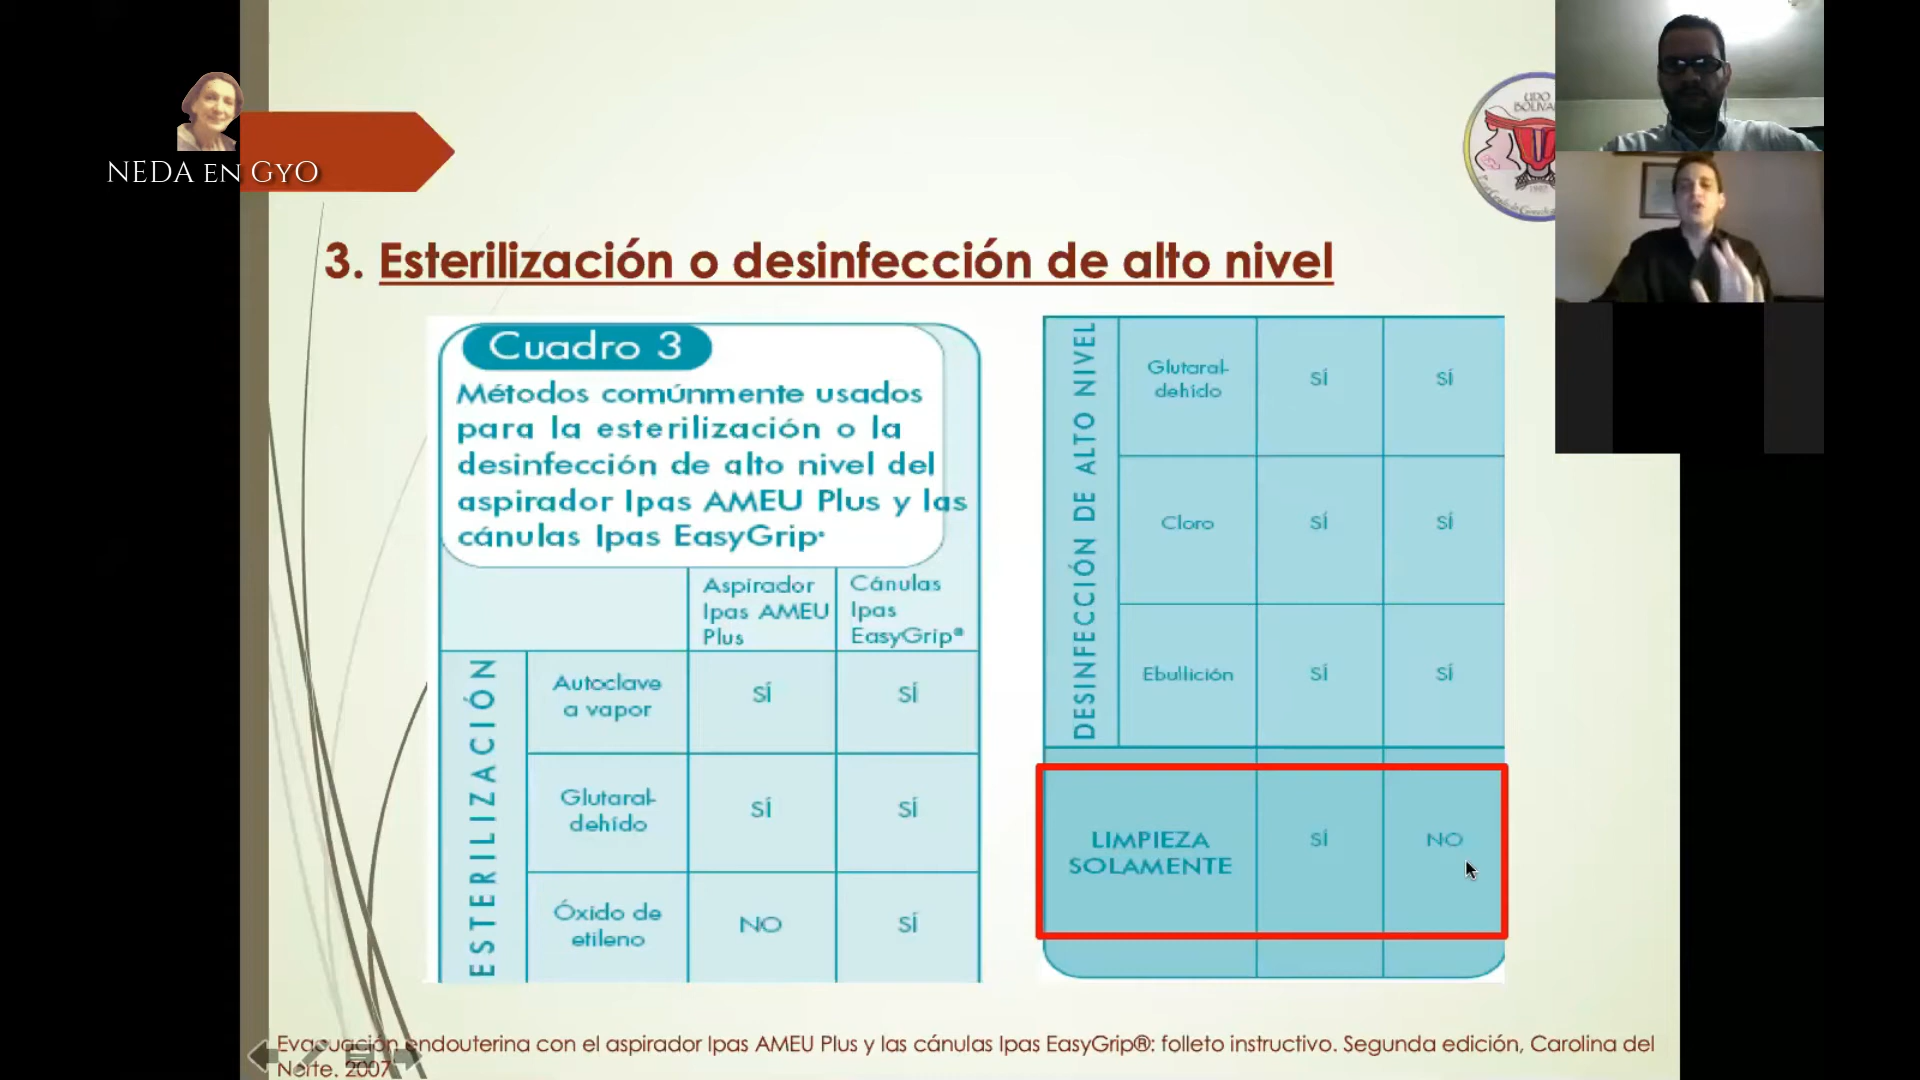 NEDA EN GYO
UDO
3. Esterilización o desinfección de alto nivel
Cuadro 3
Métodos comúnmente usados
para la esterilización o la
desinfección de alto nivel del
aspirador Ipas AMEU Plus y las
cánulas Ipas EasyGrip®
Aspirador
Ipas AMEU
Plus
Cánulas
Ipas
EasyGrip®
ESTERILIZACIÓN
Autoclave
a vapor
SÍ
SÍ
Glutaral-
dehído
SÍ
SÍ
Óxido de
etileno
NO
SÍ
DESINFECCIÓN DE ALTO NIVEL
Glutaral-
dehído
SÍ
SÍ
Cloro
SÍ
SÍ
Ebullición
SÍ
SÍ
LIMPIEZA
SOLAMENTE
SÍ
NO
Evacuación endouterina con el aspirador Ipas AMEU Plus y las cánulas Ipas EasyGrip®: folleto instructivo. Segunda edición, Carolina del
Norte. 2007